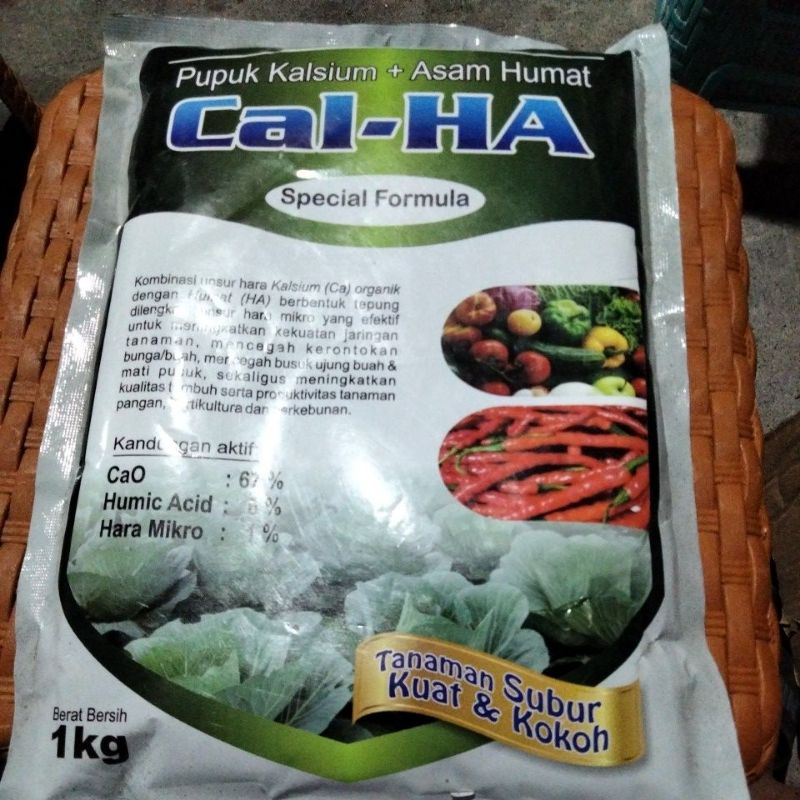 Pupuk Kalsium + Asam Humat
Cal-HA
Special Formula
Kombinasi unsur hara Kalsium (Ca) organik
dengan Humat (HA) berbentuk tepung
dilengkapi unsur hara mikro yang efektif
untuk meningkatkan kekuatan jaringan
tanaman, mencegah kerontokan
bunga/buah, mencegah busuk ujung buah &
mati pucuk, sekaligus meningkatkan
kualitas tumbuh serta produktivitas tanaman
pangan, hortikultura dan perkebunan.
Kandungan aktif
CaO : 67 %
Humic Acid : %
Hara Mikro : 1 %
Tanaman Subur
Kuat & Kokoh
Berat Bersih
1kg